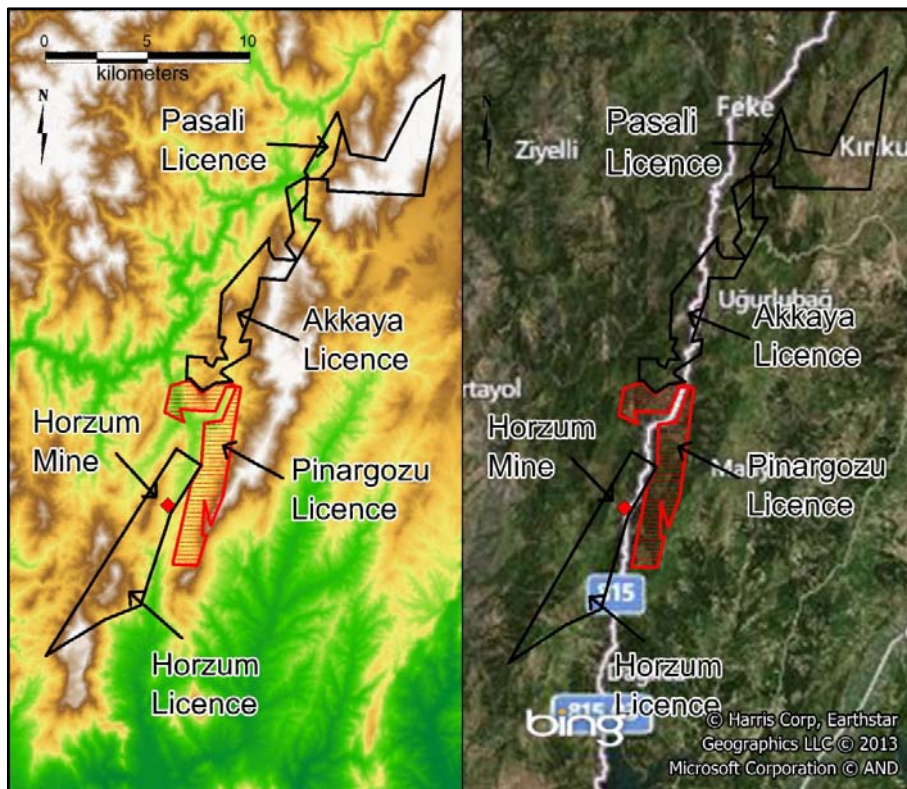 0 5 10
kilometers
N
Pasali
Licence
Akkaya
Licence
Horzum
Mine
Pinargozu
Licence
Horzum
Licence
N
Feke
Pasali
Licence
Ziyelli
Uğurlubağ
Akkaya
Licence
Horzum
Mine
Pinargozu
Licence
815
Horzum
Licence
815
bing
© Harris Corp, Earthstar
Geographics LLC © 2013
Microsoft Corporation © AND